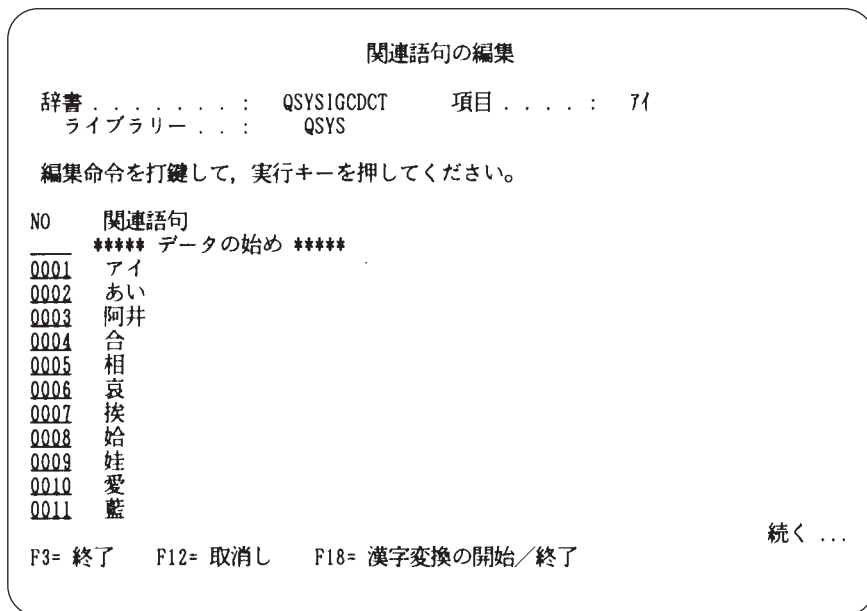 関連語句の編集
辞書 . . . . . . . : QSYSIGCDCT 項目 . . . . : ｱｲ
ライブラリー . . : QSYS
編集命令を打鍵して，実行キーを押してください。
NO 関連語句
***** データの始め *****
0001 アイ
0002 あい
0003 阿井
0004 合
0005 相
0006 哀
0007 挨
0008 姶
0009 娃
0010 愛
0011 藍
続く ...
F3= 終了 F12= 取消し F18= 漢字変換の開始／終了